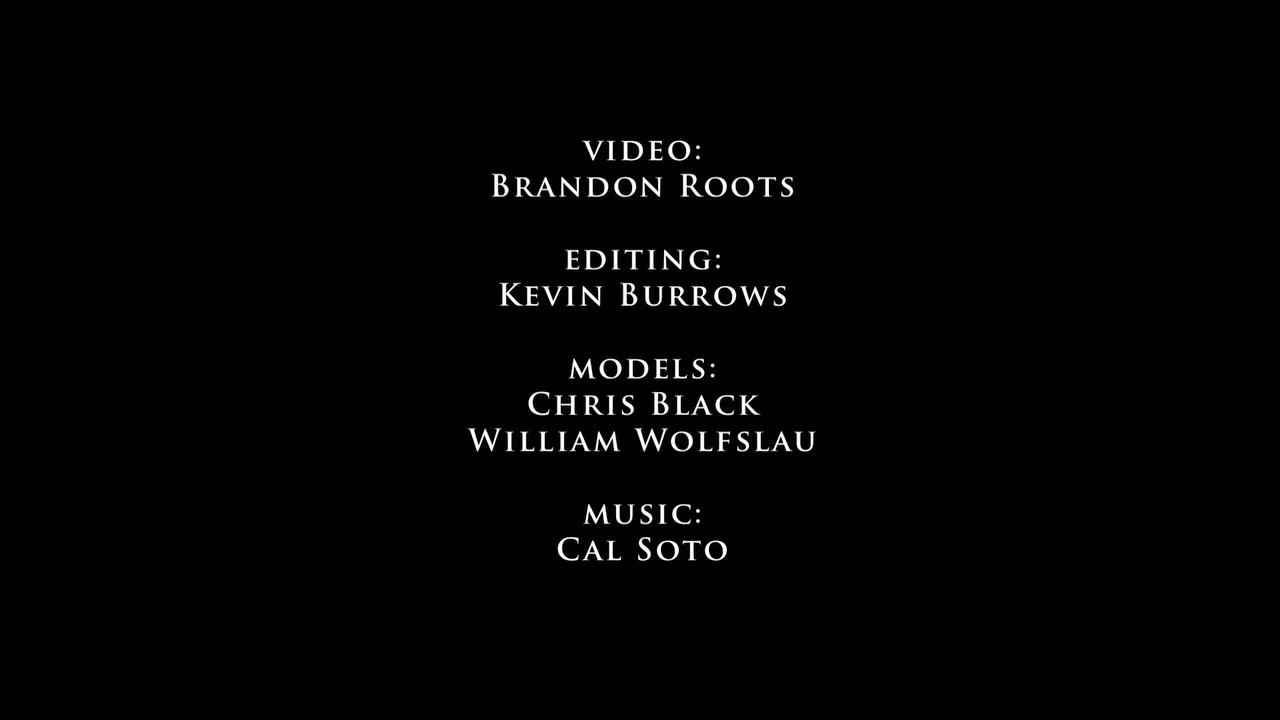 VIDEO:
BRANDON ROOTS
EDITING:
KEVIN BURROWS
MODELS:
CHRIS BLACK
WILLIAM WOLFSLAU
MUSIC:
CAL SOTO